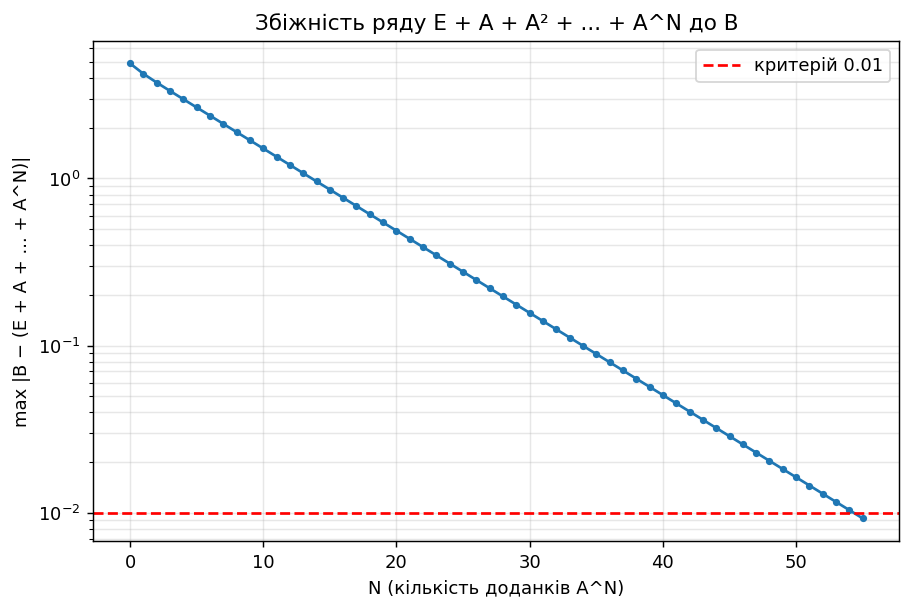 Збіжність ряду E + A + A² + ... + A^N до B
критерій 0.01
max |B − (E + A + ... + A^N)|
10⁰
10⁻¹
10⁻²
0 10 20 30 40 50
N (кількість доданків A^N)